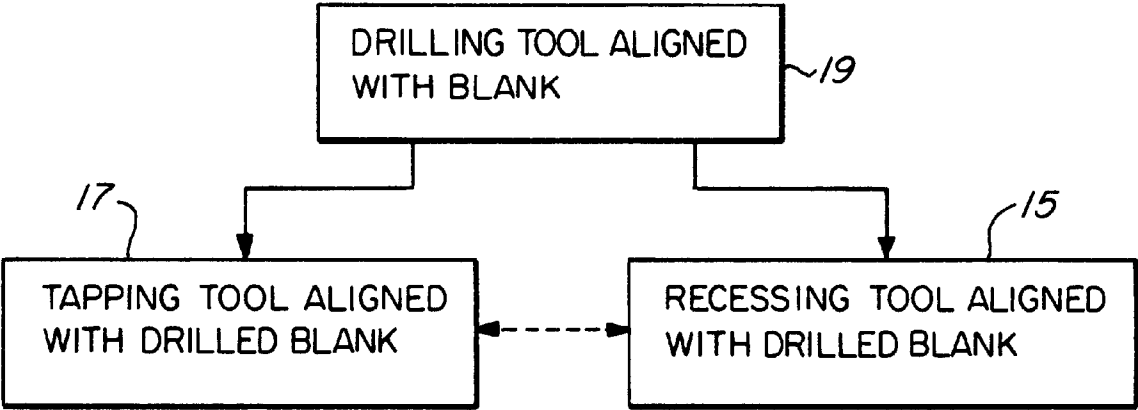 DRILLING TOOL ALIGNED
WITH BLANK
19
17
TAPPING TOOL ALIGNED
WITH DRILLED BLANK
15
RECESSING TOOL ALIGNED
WITH DRILLED BLANK